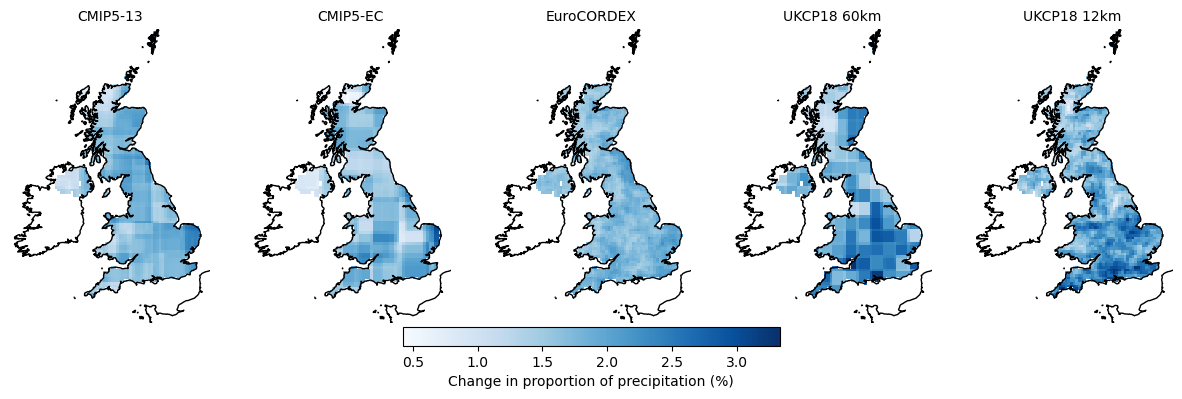 CMIP5-13 CMIP5-EC EuroCORDEX UKCP18 60km UKCP18 12km
0.5 1.0 1.5 2.0 2.5 3.0
Change in proportion of precipitation (%)